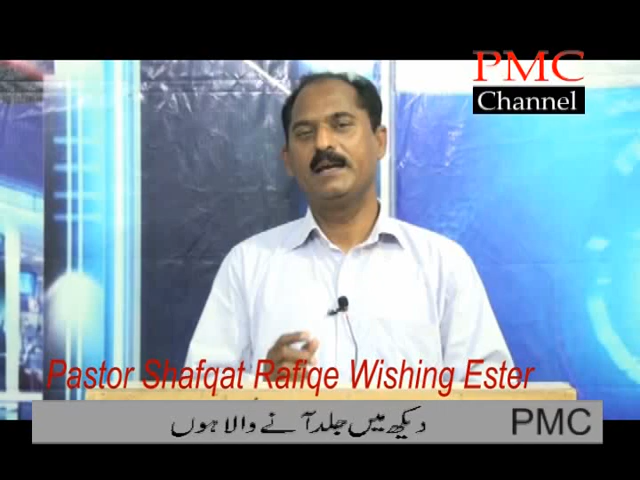 PMC
Channel
Pastor Shafqat Rafiqe Wishing Ester
دیکھ میں جلد آنے والا ہوں
PMC